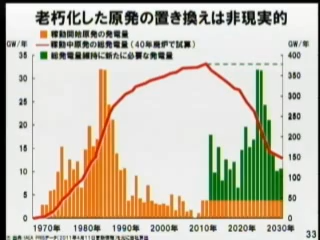 老朽化した原発の置き換えは非現実的
稼動開始原発の発電量
稼動中原発の総発電量(40年廃炉で試算)
総発電量維持に新たに必要な発電量
GW/年
GW/年
35
30
25
20
15
10
5
0
400
350
300
250
200
150
100
50
0
1970年
1980年
1990年
2000年
2010年
2020年
2030年
33